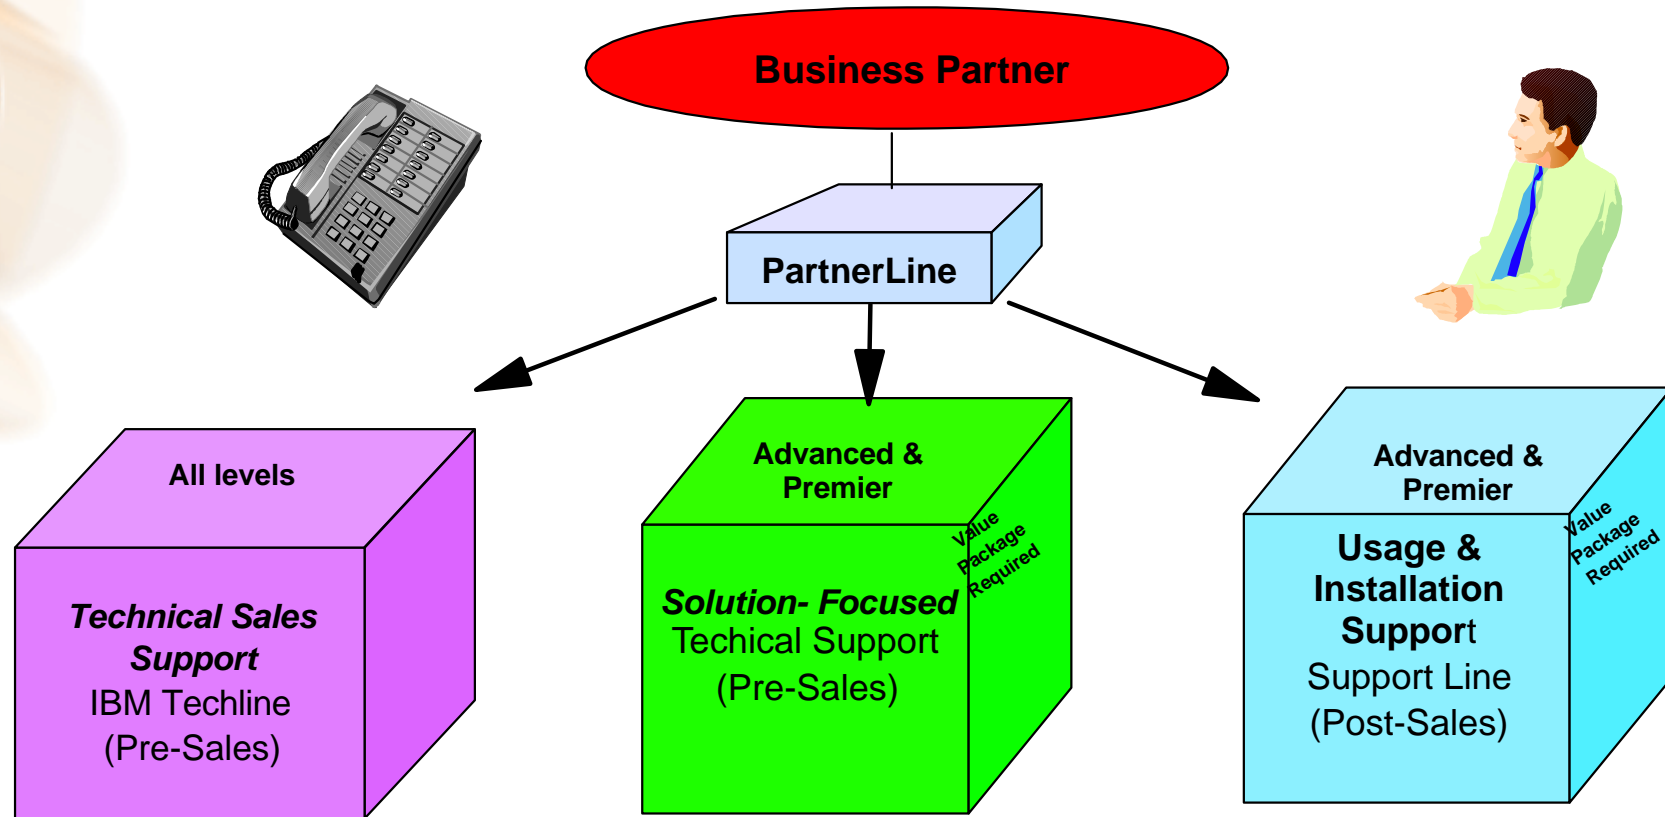 Business Partner
PartnerLine
All levels
Technical Sales
Support
IBM Techline
(Pre-Sales)
Advanced &
Premier
Value
Package
Required
Solution- Focused
Techical Support
(Pre-Sales)
Advanced &
Premier
Value
Package
Required
Usage &
Installation
Support
Support Line
(Post-Sales)